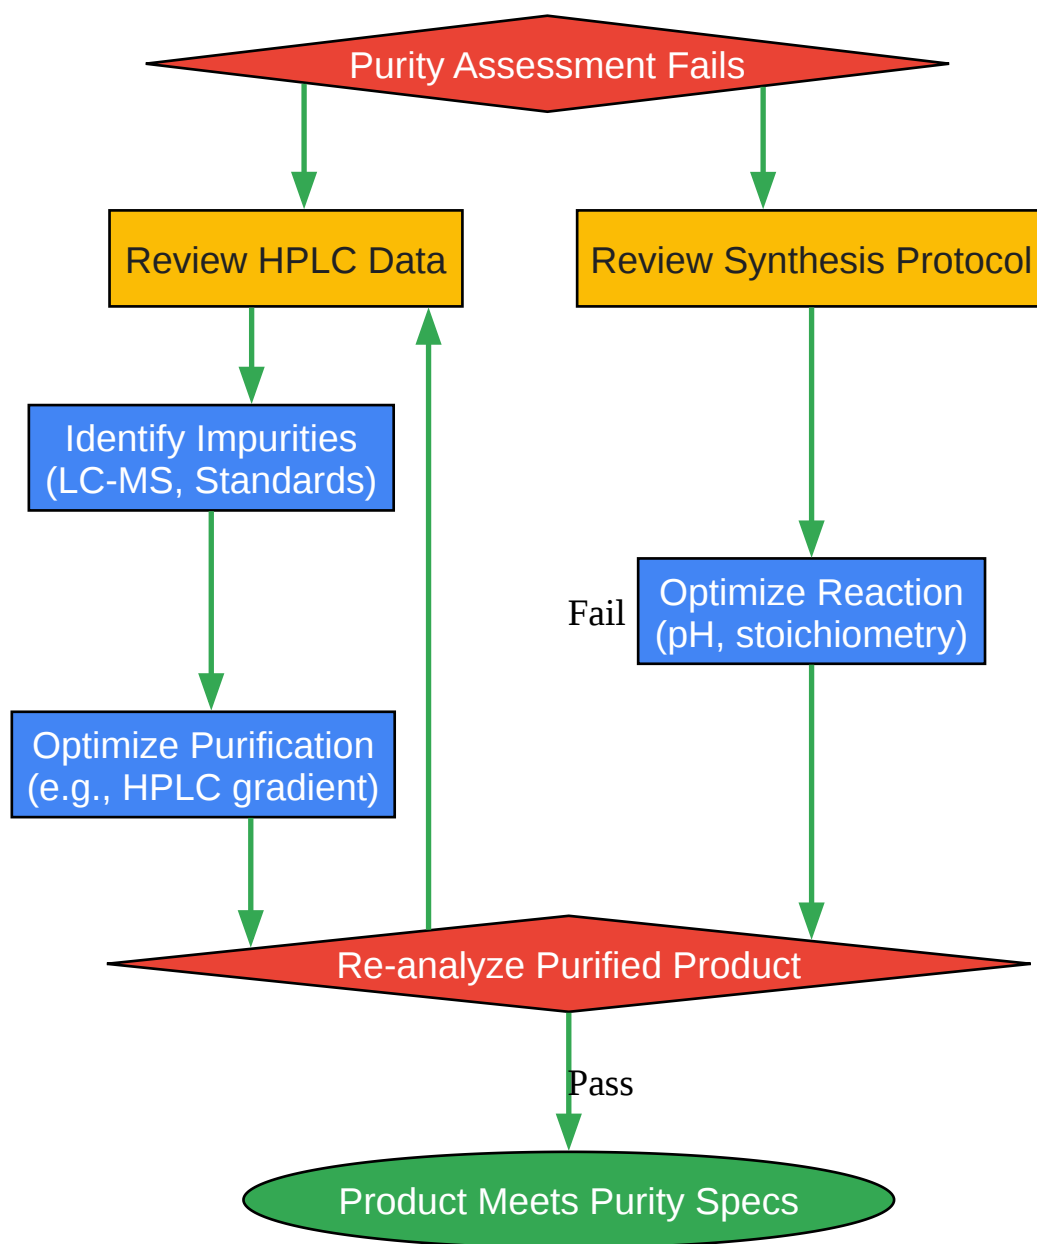 Purity Assessment Fails
Review HPLC Data
Review Synthesis Protocol
Identify Impurities
(LC-MS, Standards)
Fail
Optimize Reaction
(pH, stoichiometry)
Optimize Purification
(e.g., HPLC gradient)
Re-analyze Purified Product
Pass
Product Meets Purity Specs